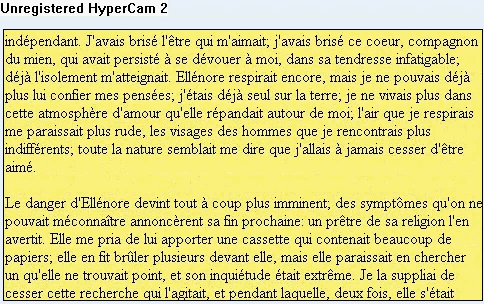 Unregistered HyperCam 2
indépendant. J'avais brisé l'être qui m'aimait; j'avais brisé ce coeur, compagnon
du mien, qui avait persisté à se dévouer à moi, dans sa tendresse infatigable;
déjà l'isolement m'atteignait. Ellénore respirait encore, mais je ne pouvais déjà
plus lui confier mes pensées; j'étais déjà seul sur la terre; je ne vivais plus dans
cette atmosphère d'amour qu'elle répandait autour de moi; l'air que je respirais
me paraissait plus rude, les visages des hommes que je rencontrais plus
indifférents; toute la nature semblait me dire que j'allais à jamais cesser d'être
aimé.
Le danger d'Ellénore devint tout à coup plus imminent; des symptômes qu'on ne
pouvait méconnaître annoncèrent sa fin prochaine: un prêtre de sa religion l'en
avertit. Elle me pria de lui apporter une cassette qui contenait beaucoup de
papiers; elle en fit brûler plusieurs devant elle, mais elle paraissait en chercher
un qu'elle ne trouvait point, et son inquiétude était extrême. Je la suppliai de
cesser cette recherche qui l'agitait, et pendant laquelle, deux fois, elle s'était